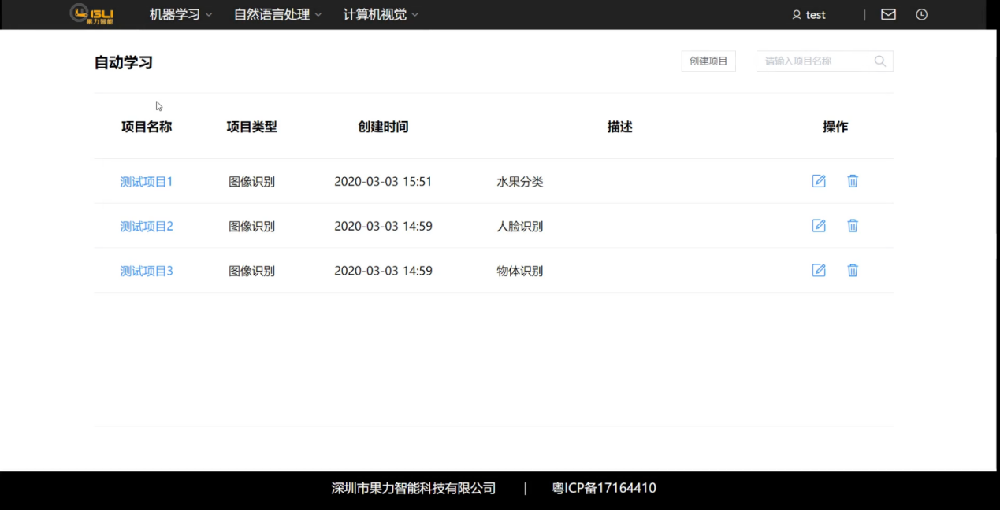 GLI 果力智能 机器学习 自然语言处理 计算机视觉 test |
自动学习 创建项目 请输入项目名称
项目名称 项目类型 创建时间 描述 操作
测试项目1 图像识别 2020-03-03 15:51 水果分类
测试项目2 图像识别 2020-03-03 14:59 人脸识别
测试项目3 图像识别 2020-03-03 14:59 物体识别
深圳市果力智能科技有限公司 | 粤ICP备17164410